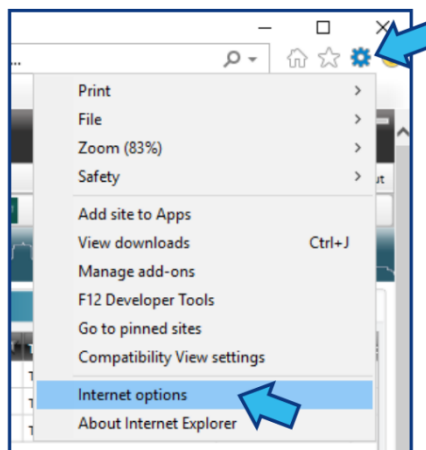 ...
Print
File
Zoom (83%)
Safety
ut
Add site to Apps
View downloads Ctrl+J
Manage add-ons
F12 Developer Tools
Go to pinned sites
Compatibility View settings
Internet options
About Internet Explorer